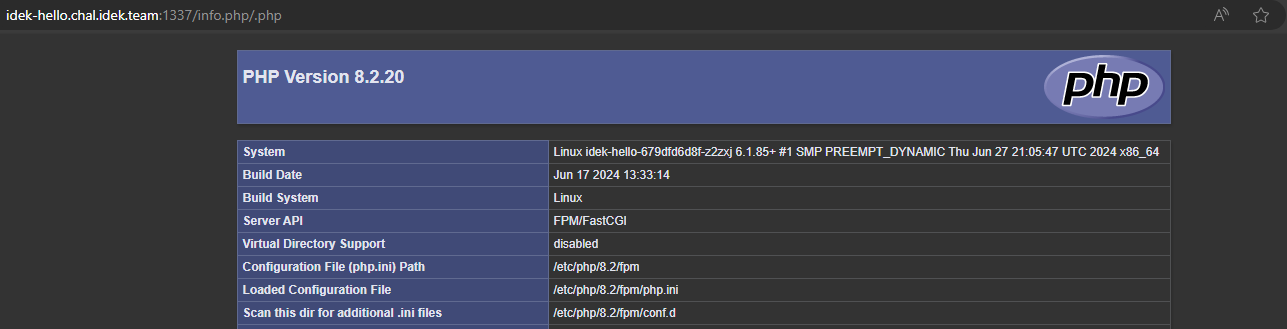 idek-hello.chal.idek.team:1337/info.php/.php
PHP Version 8.2.20
php
System Linux idek-hello-679dfd6d8f-z2zxj 6.1.85+ #1 SMP PREEMPT_DYNAMIC Thu Jun 27 21:05:47 UTC 2024 x86_64
Build Date Jun 17 2024 13:33:14
Build System Linux
Server API FPM/FastCGI
Virtual Directory Support disabled
Configuration File (php.ini) Path /etc/php/8.2/fpm
Loaded Configuration File /etc/php/8.2/fpm/php.ini
Scan this dir for additional .ini files /etc/php/8.2/fpm/conf.d